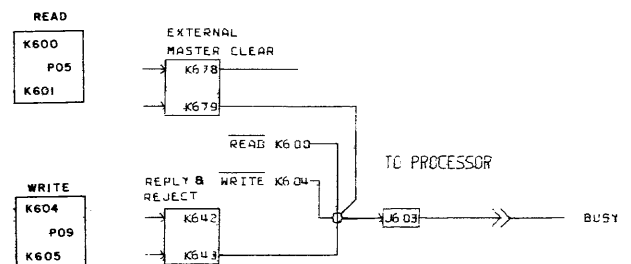 READ
K600
P05
K601
EXTERNAL
MASTER CLEAR
K678
K679
READ K600
TO PROCESSOR
WRITE
K604
P09
K605
REPLY &
REJECT
WRITE K604
K642
K643
J603
BUSY